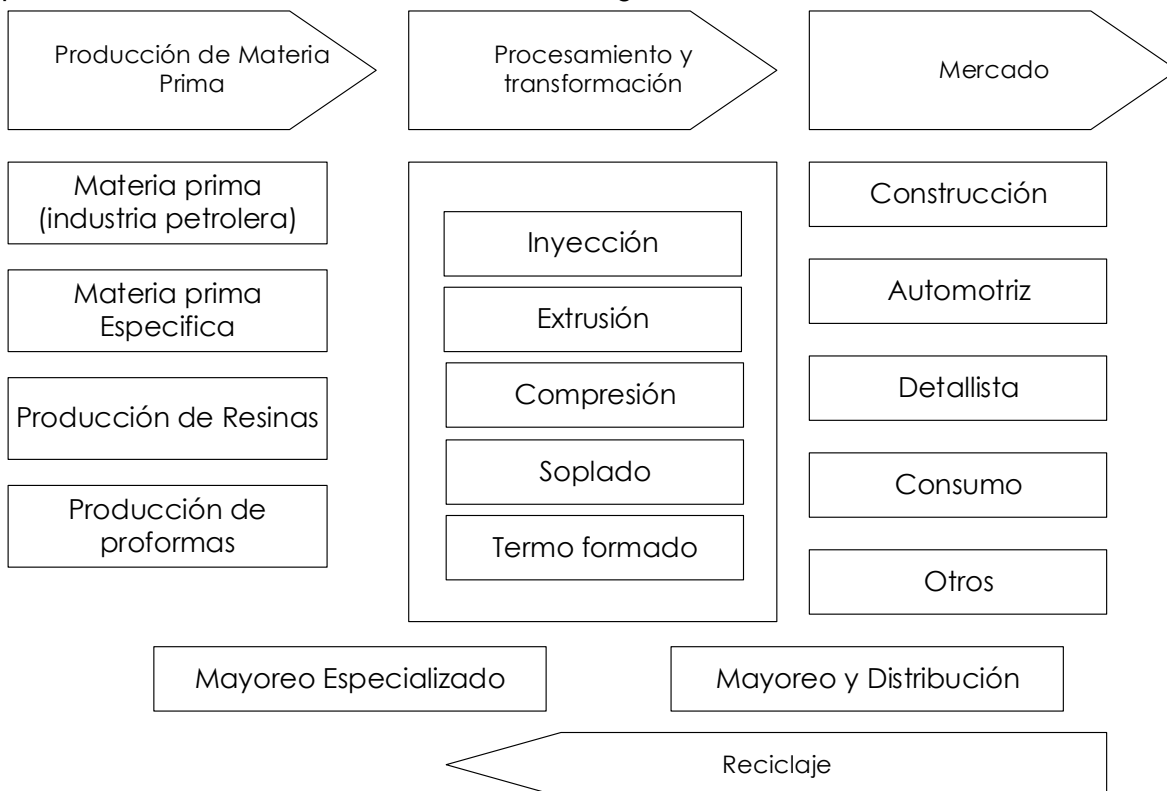 Producción de Materia
Prima
Procesamiento y
transformación
Mercado
Materia prima
(industria petrolera)
Materia prima
Especifica
Producción de Resinas
Producción de
proformas
Inyección
Extrusión
Compresión
Soplado
Termo formado
Construcción
Automotriz
Detallista
Consumo
Otros
Mayoreo Especializado
Mayoreo y Distribución
Reciclaje